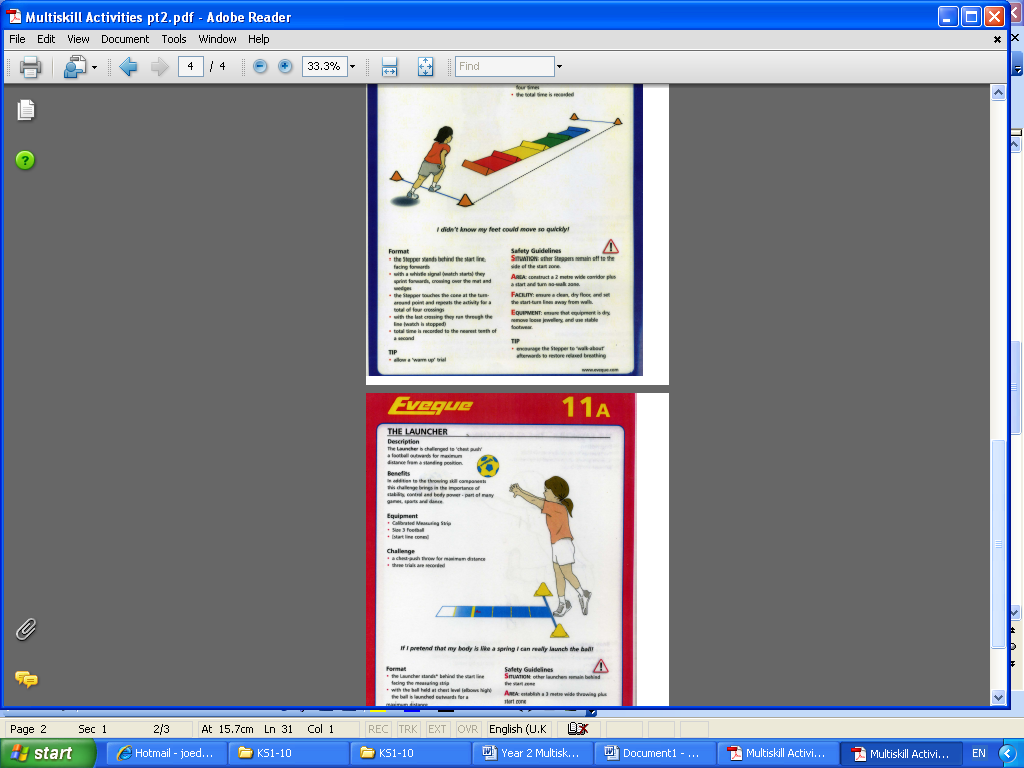 Multiskill Activities pt2.pdf - Adobe Reader
File Edit View Document Tools Window Help
4 / 4 33.3% Find
four times
• the total time is recorded
I didn't know my feet could move so quickly!
Format
• the Stepper stands behind the start line,
facing forwards
• with a whistle signal (watch starts) they
sprint forwards, crossing over the mat and
wedges
• the Stepper touches the cone at the turn-
around point and repeats the activity for a
total of four crossings
• with the last crossing they run through the
line (watch is stopped)
• total time is recorded to the nearest tenth of
a second
TIP
• allow a 'warm up' trial
Safety Guidelines
SITUATION: other Steppers remain off to the
side of the start zone.
AREA: construct a 2 metre wide corridor plus
a start and turn no-walk zone.
FACILITY: ensure a clean, dry floor, and set
the start-turn lines away from walls.
EQUIPMENT: ensure that equipment is dry,
remove loose jewellery, and use stable
footwear.
TIP
• encourage the Stepper to 'walk-about'
afterwards to restore relaxed breathing
www.eveque.com
Eveque 11A
THE LAUNCHER
Description
The Launcher is challenged to 'chest push'
a football outwards for maximum
distance from a standing position.
Benefits
In addition to the throwing skill components
this challenge brings in the importance of
stability, control and body power - part of many
games, sports and dance.
Equipment
• Calibrated Measuring Strip
• Size 3 Football
• [start line cones]
Challenge
• a chest-push throw for maximum distance
• three trials are recorded
If I pretend that my body is like a spring I can really launch the ball!
Format
• the Launcher stands* behind the start line
facing the measuring strip
• with the ball held at chest level (elbows high)
the ball is launched outwards for a
maximum distance
Safety Guidelines
SITUATION: other launchers remain behind
the start zone
AREA: establish a 3 metre wide throwing plus
start zone
Page 2 Sec 1 2/3 At 15.7cm Ln 31 Col 1 REC TRK EXT OVR English (U.K
start Hotmail - joed... KS1-10 KS1-10 Year 2 Multisk... Document1 - ... Multiskill Activi... Multiskill Activi... EN